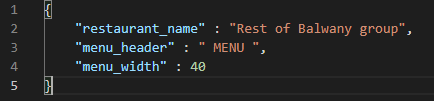 1 {
2 "restaurant_name" : "Rest of Balwany group",
3 "menu_header" : " MENU ",
4 "menu_width" : 40
5 }